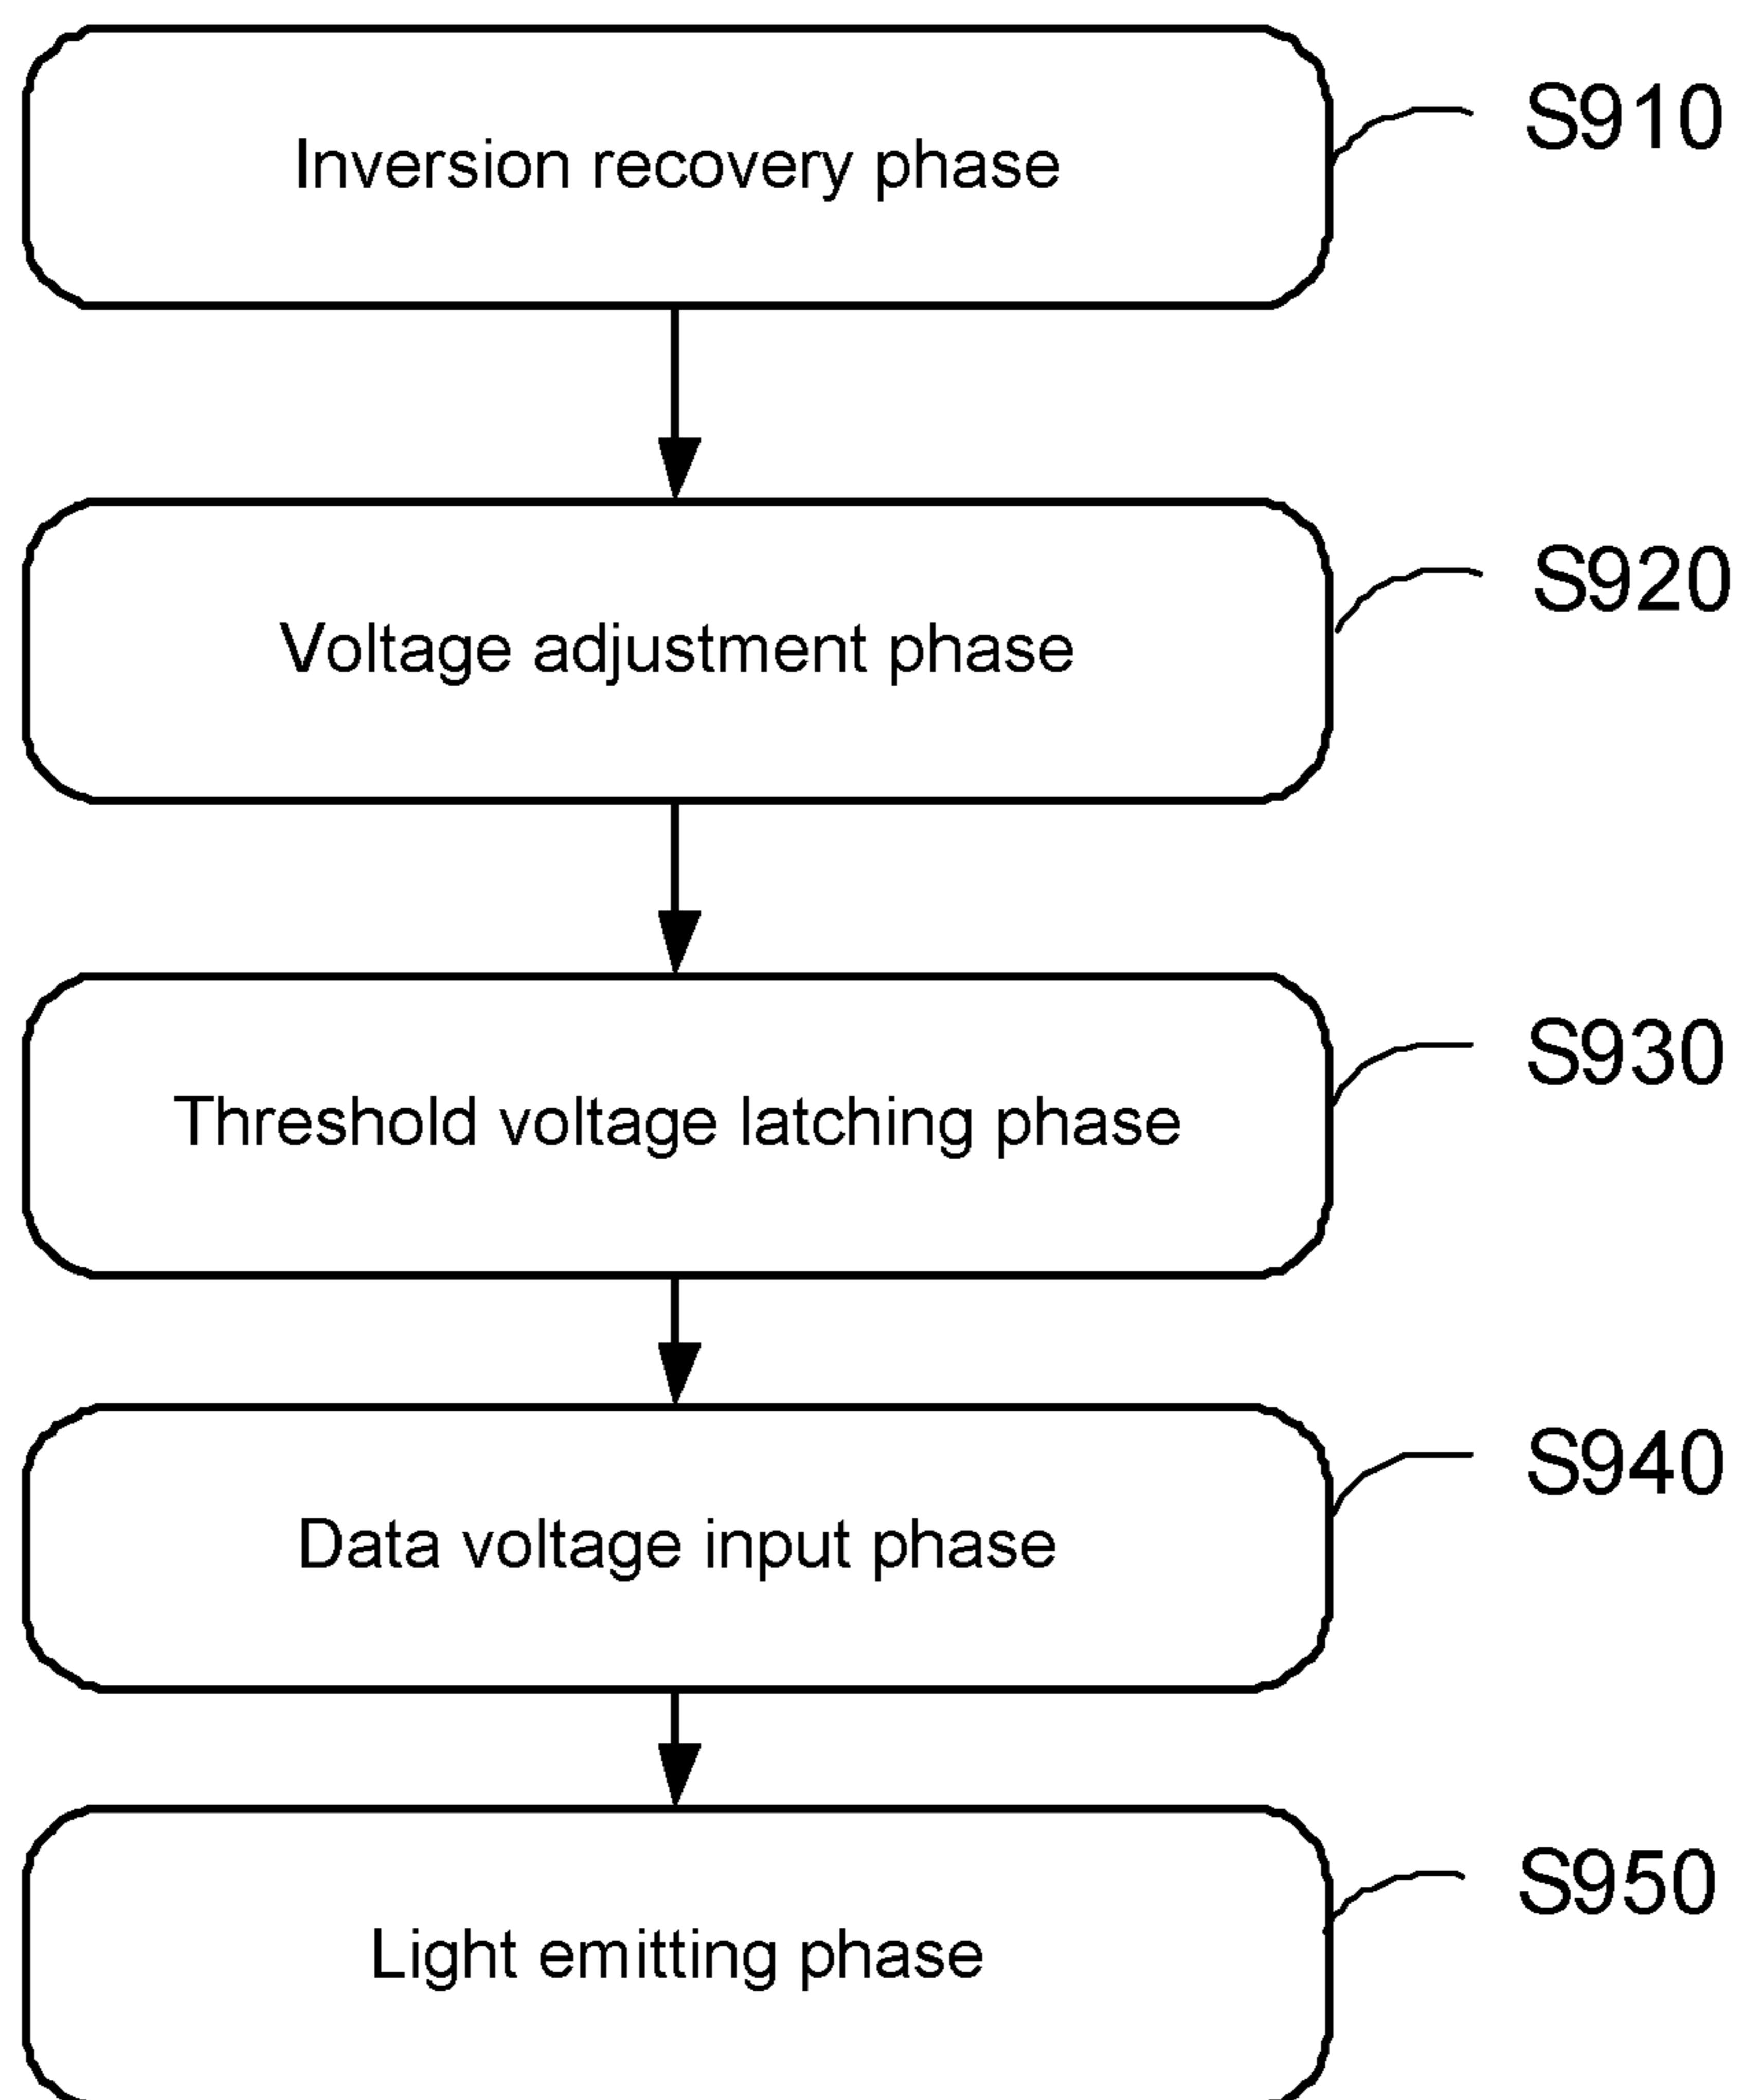 Inversion recovery phase
S910
Voltage adjustment phase
S920
Threshold voltage latching phase
S930
Data voltage input phase
S940
Light emitting phase
S950